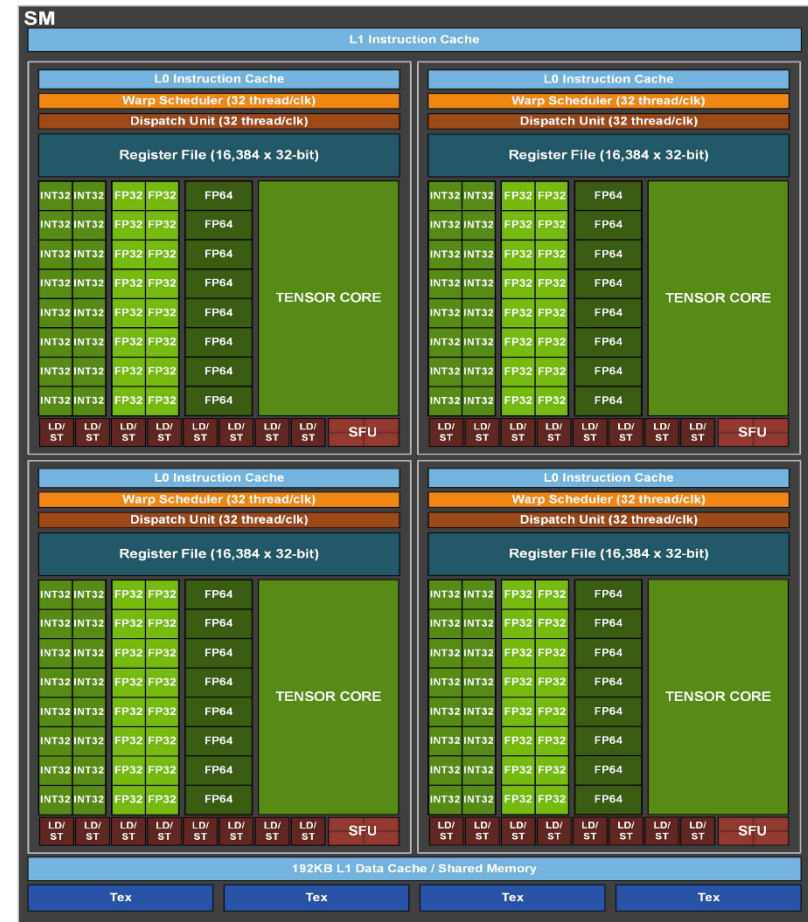 SM
L1 Instruction Cache
L0 Instruction Cache
Warp Scheduler (32 thread/clk)
Dispatch Unit (32 thread/clk)
Register File (16,384 x 32-bit)
INT32 INT32 FP32 FP32 FP64
INT32 INT32 FP32 FP32 FP64
INT32 INT32 FP32 FP32 FP64
INT32 INT32 FP32 FP32 FP64
TENSOR CORE
INT32 INT32 FP32 FP32 FP64
INT32 INT32 FP32 FP32 FP64
INT32 INT32 FP32 FP32 FP64
INT32 INT32 FP32 FP32 FP64
LD/ LD/ LD/ LD/ LD/ LD/ LD/ LD/
ST ST ST ST ST ST ST ST
SFU
L0 Instruction Cache
Warp Scheduler (32 thread/clk)
Dispatch Unit (32 thread/clk)
Register File (16,384 x 32-bit)
INT32 INT32 FP32 FP32 FP64
INT32 INT32 FP32 FP32 FP64
INT32 INT32 FP32 FP32 FP64
INT32 INT32 FP32 FP32 FP64
TENSOR CORE
INT32 INT32 FP32 FP32 FP64
INT32 INT32 FP32 FP32 FP64
INT32 INT32 FP32 FP32 FP64
INT32 INT32 FP32 FP32 FP64
LD/ LD/ LD/ LD/ LD/ LD/ LD/ LD/
ST ST ST ST ST ST ST ST
SFU
L0 Instruction Cache
Warp Scheduler (32 thread/clk)
Dispatch Unit (32 thread/clk)
Register File (16,384 x 32-bit)
INT32 INT32 FP32 FP32 FP64
INT32 INT32 FP32 FP32 FP64
INT32 INT32 FP32 FP32 FP64
INT32 INT32 FP32 FP32 FP64
TENSOR CORE
INT32 INT32 FP32 FP32 FP64
INT32 INT32 FP32 FP32 FP64
INT32 INT32 FP32 FP32 FP64
INT32 INT32 FP32 FP32 FP64
LD/ LD/ LD/ LD/ LD/ LD/ LD/ LD/
ST ST ST ST ST ST ST ST
SFU
L0 Instruction Cache
Warp Scheduler (32 thread/clk)
Dispatch Unit (32 thread/clk)
Register File (16,384 x 32-bit)
INT32 INT32 FP32 FP32 FP64
INT32 INT32 FP32 FP32 FP64
INT32 INT32 FP32 FP32 FP64
INT32 INT32 FP32 FP32 FP64
TENSOR CORE
INT32 INT32 FP32 FP32 FP64
INT32 INT32 FP32 FP32 FP64
INT32 INT32 FP32 FP32 FP64
INT32 INT32 FP32 FP32 FP64
LD/ LD/ LD/ LD/ LD/ LD/ LD/ LD/
ST ST ST ST ST ST ST ST
SFU
192KB L1 Data Cache / Shared Memory
Tex Tex Tex Tex